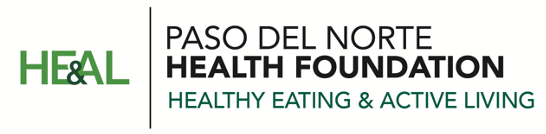 HE&AL
PASO DEL NORTE
HEALTH FOUNDATION
HEALTHY EATING & ACTIVE LIVING